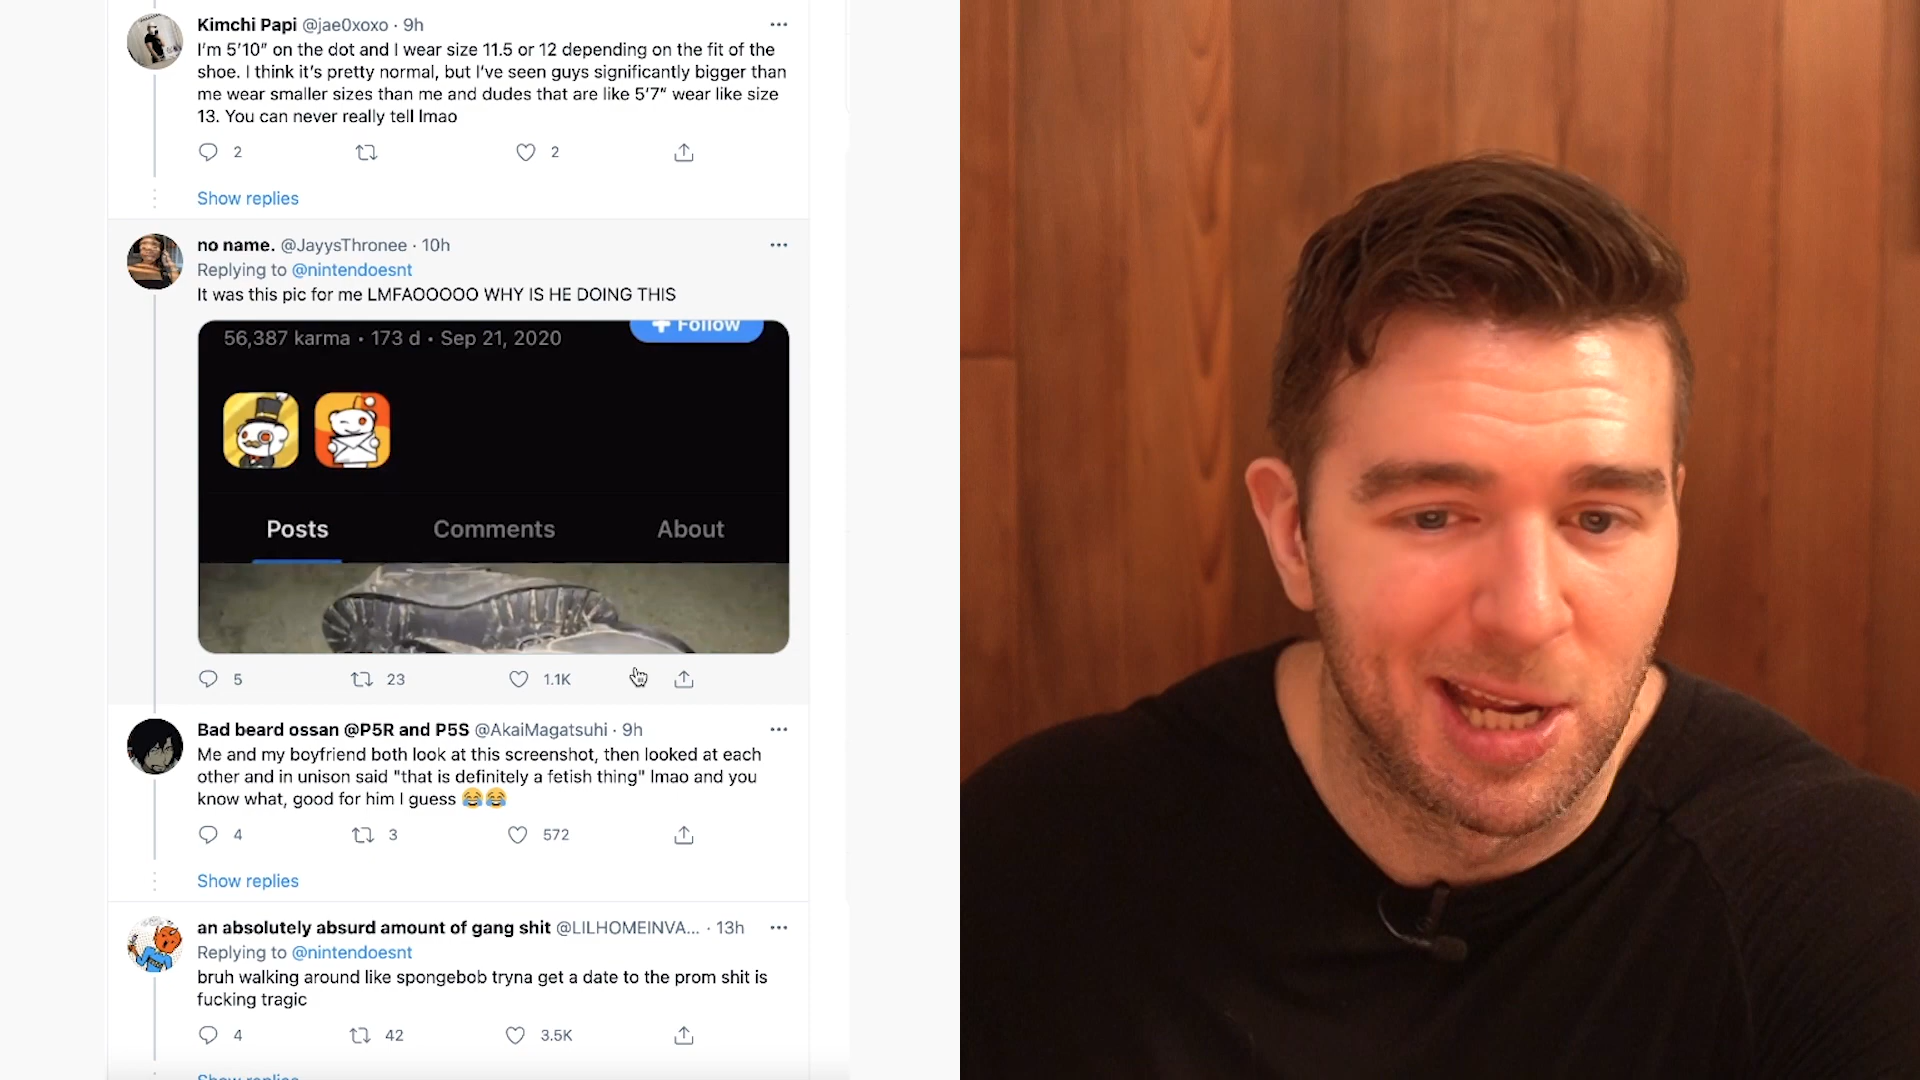 Kimchi Papi @jae0xoxo · 9h
I'm 5'10" on the dot and I wear size 11.5 or 12 depending on the fit of the
shoe. I think it's pretty normal, but I've seen guys significantly bigger than
me wear smaller sizes than me and dudes that are like 5'7" wear like size
13. You can never really tell lmao
2 2
Show replies
no name. @JayysThronee · 10h
Replying to @nintendoesnt
It was this pic for me LMFAOOOOO WHY IS HE DOING THIS
56,387 karma • 173 d • Sep 21, 2020
Follow
Posts Comments About
5 23 1.1K
Bad beard ossan @P5R and P5S @AkaiMagatsuhi · 9h
Me and my boyfriend both look at this screenshot, then looked at each
other and in unison said "that is definitely a fetish thing" lmao and you
know what, good for him I guess 😂😂
4 3 572
Show replies
an absolutely absurd amount of gang shit @LILHOMEINVA... · 13h
Replying to @nintendoesnt
bruh walking around like spongebob tryna get a date to the prom shit is
fucking tragic
4 42 3.5K
Show replies